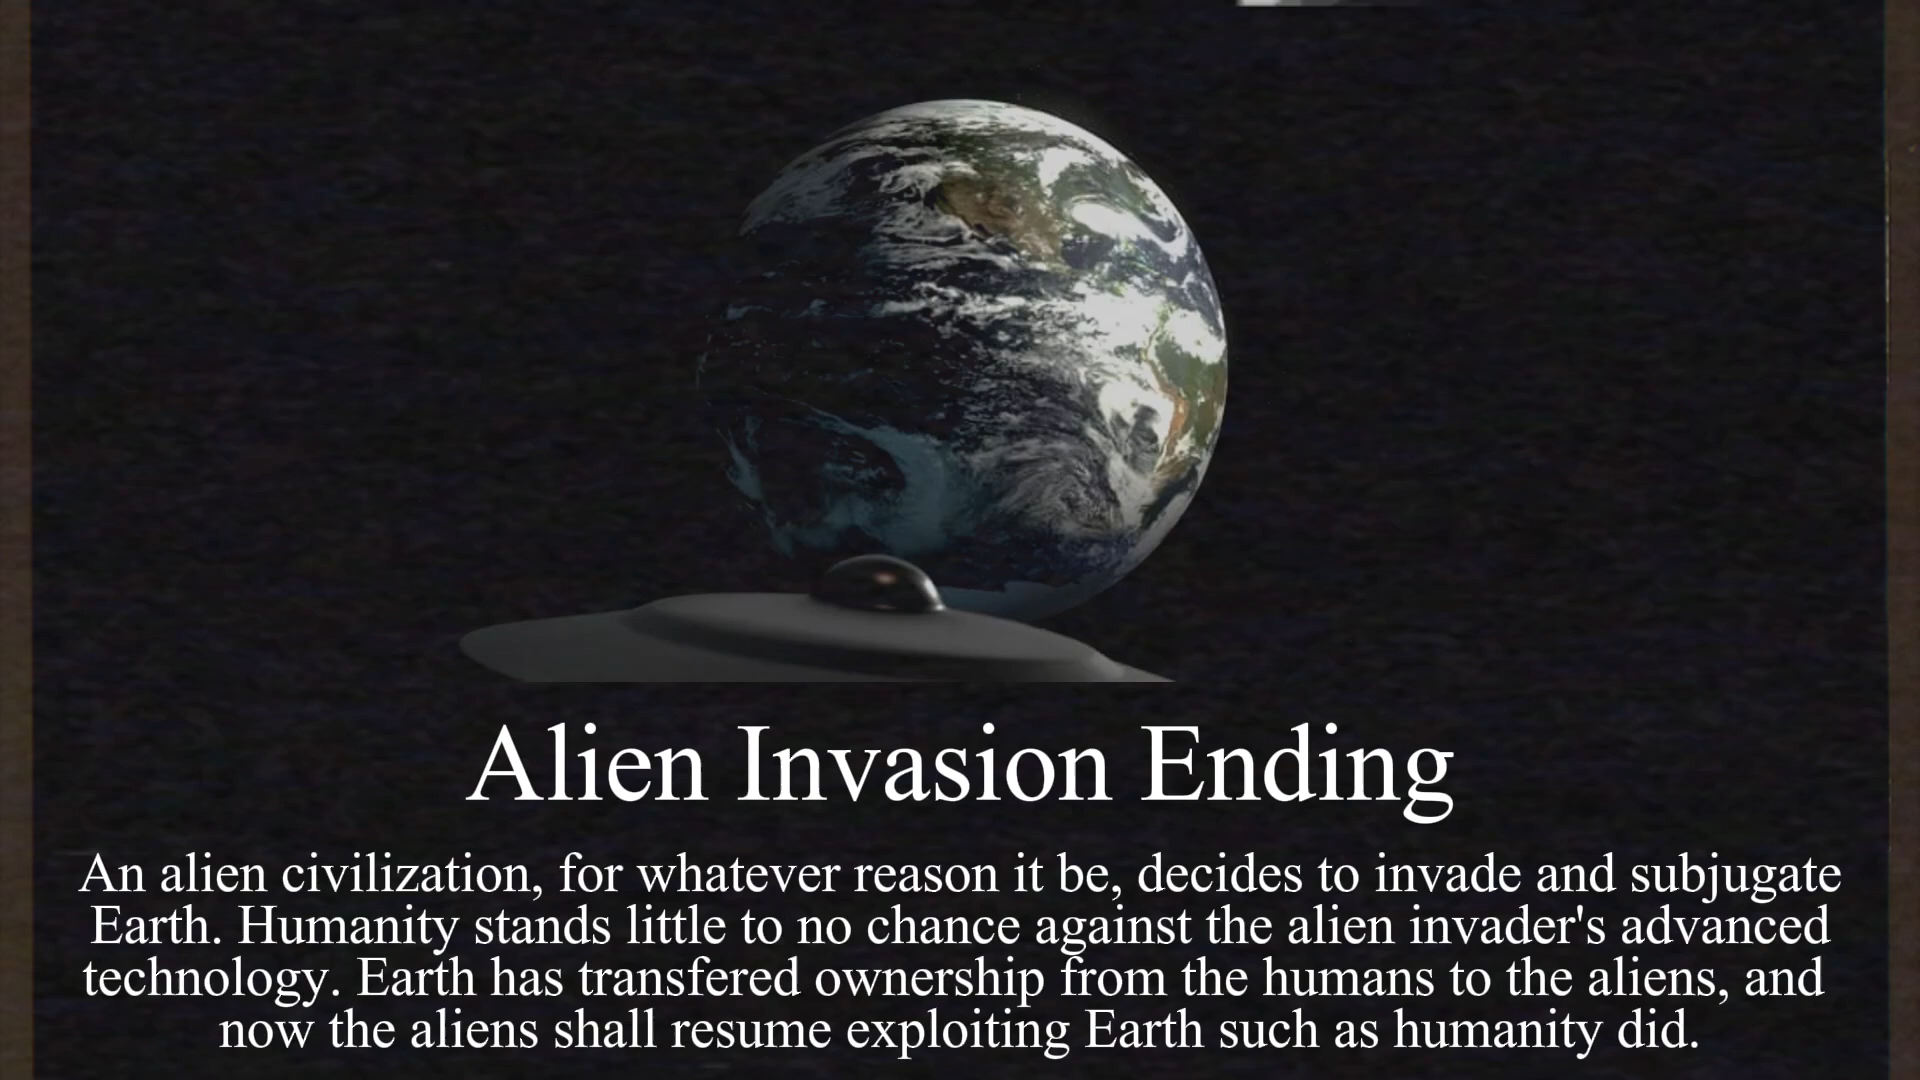 Alien Invasion Ending
An alien civilization, for whatever reason it be, decides to invade and subjugate
Earth. Humanity stands little to no chance against the alien invader's advanced
technology. Earth has transfered ownership from the humans to the aliens, and
now the aliens shall resume exploiting Earth such as humanity did.